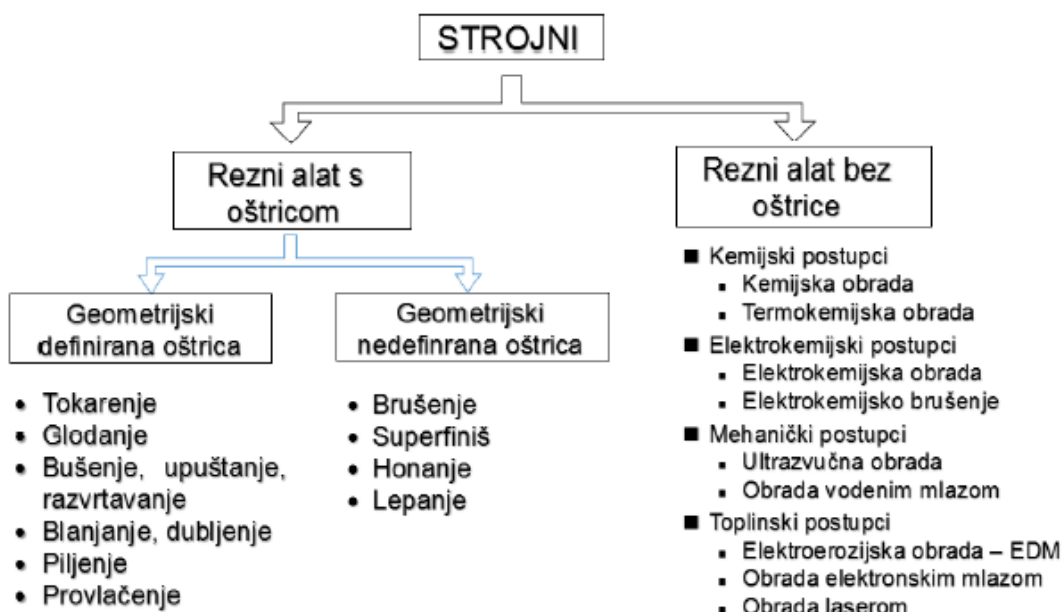 STROJNI
Rezni alat s
oštricom
Rezni alat bez
oštrice
Geometrijski
definirana oštrica
Geometrijski
nedefinrana oštrica
• Tokarenje
• Glodanje
• Bušenje, upuštanje,
razvrtavanje
• Blanjanje, dubljenje
• Piljenje
• Provlačenje
• Brušenje
• Superfiniš
• Honanje
• Lepanje
■ Kemijski postupci
▪ Kemijska obrada
▪ Termokemijska obrada
■ Elektrokemijski postupci
▪ Elektrokemijska obrada
▪ Elektrokemijsko brušenje
■ Mehanički postupci
▪ Ultrazvučna obrada
▪ Obrada vodenim mlazom
■ Toplinski postupci
▪ Elektroerozijska obrada – EDM
▪ Obrada elektronskim mlazom
▪ Obrada laserom